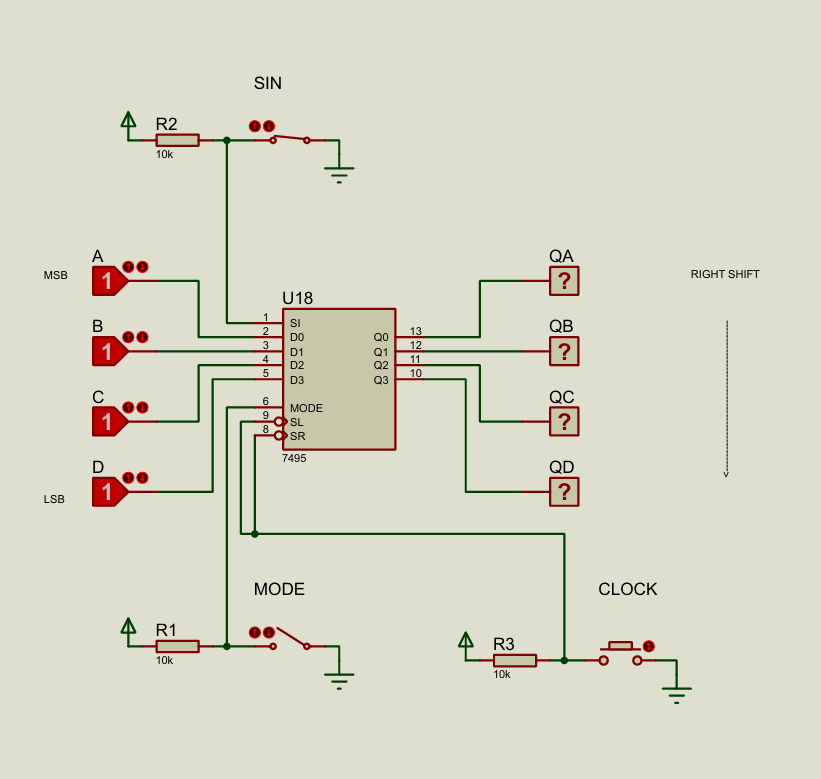 SIN
R2
10k
A
QA
MSB
1
?
RIGHT SHIFT
U18
B
QB
1
?
C
QC
1
?
D
QD
LSB
1
?
1 SI
2 D0
3 D1
4 D2
5 D3
6 MODE
9 SL
8 SR
Q0 13
Q1 12
Q2 11
Q3 10
7495
MODE
CLOCK
R1
10k
R3
10k